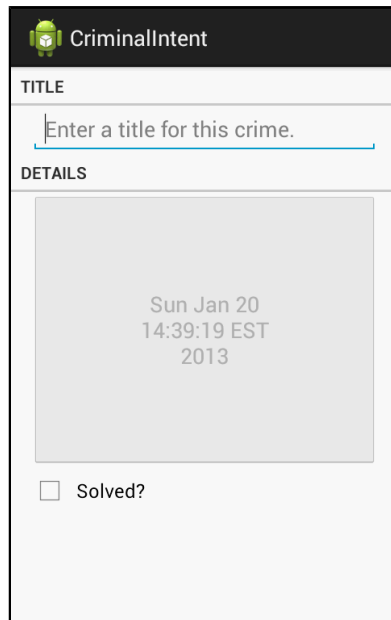 CriminalIntent
TITLE
Enter a title for this crime.
DETAILS
Sun Jan 20
14:39:19 EST
2013
Solved?